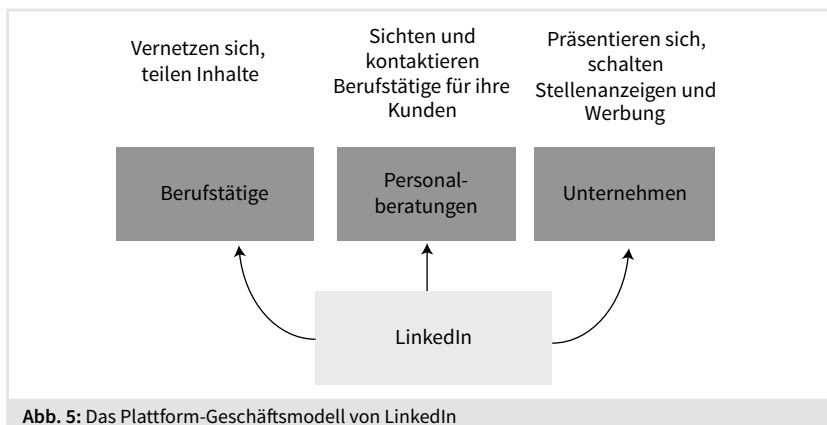 Vernetzen sich,
teilen Inhalte
Sichten und
kontaktieren
Berufstätige für ihre
Kunden
Präsentieren sich,
schalten
Stellenanzeigen und
Werbung
Berufstätige
Personal-
beratungen
Unternehmen
LinkedIn
Abb. 5: Das Plattform-Geschäftsmodell von LinkedIn